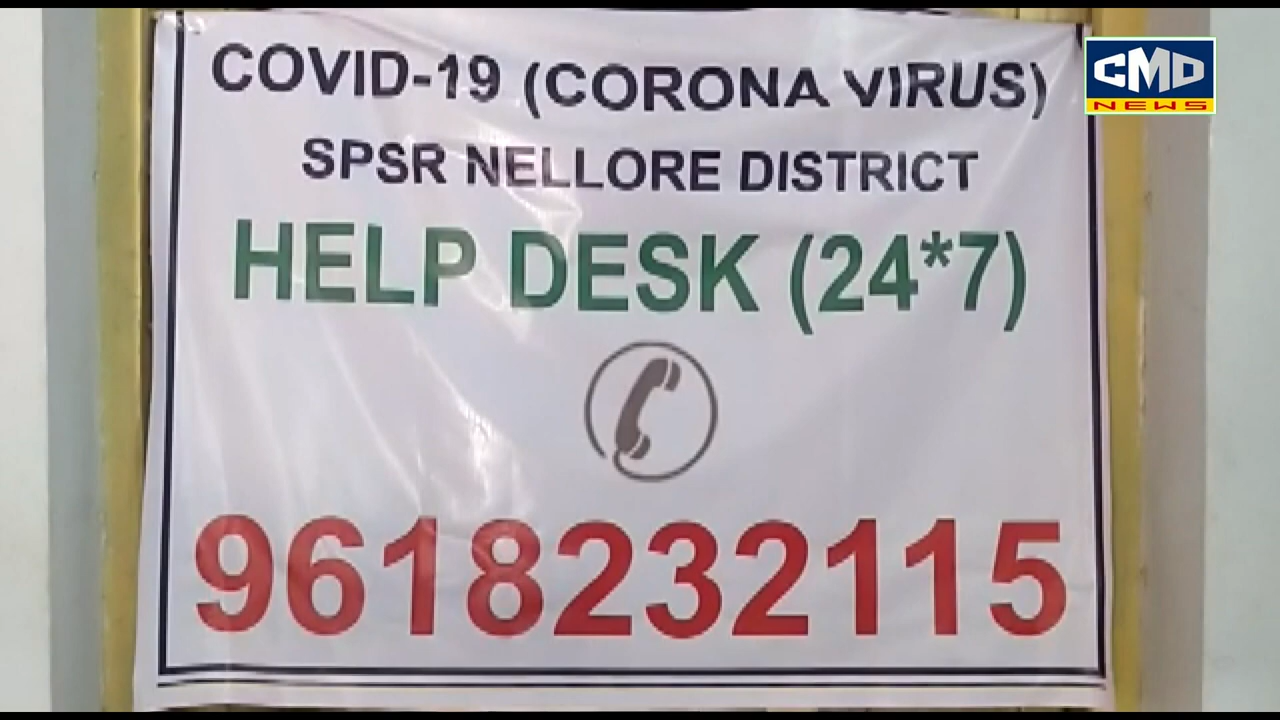 COVID-19 (CORONA VIRUS)
SPSR NELLORE DISTRICT
HELP DESK (24*7)
9618232115
CMD
NEWS